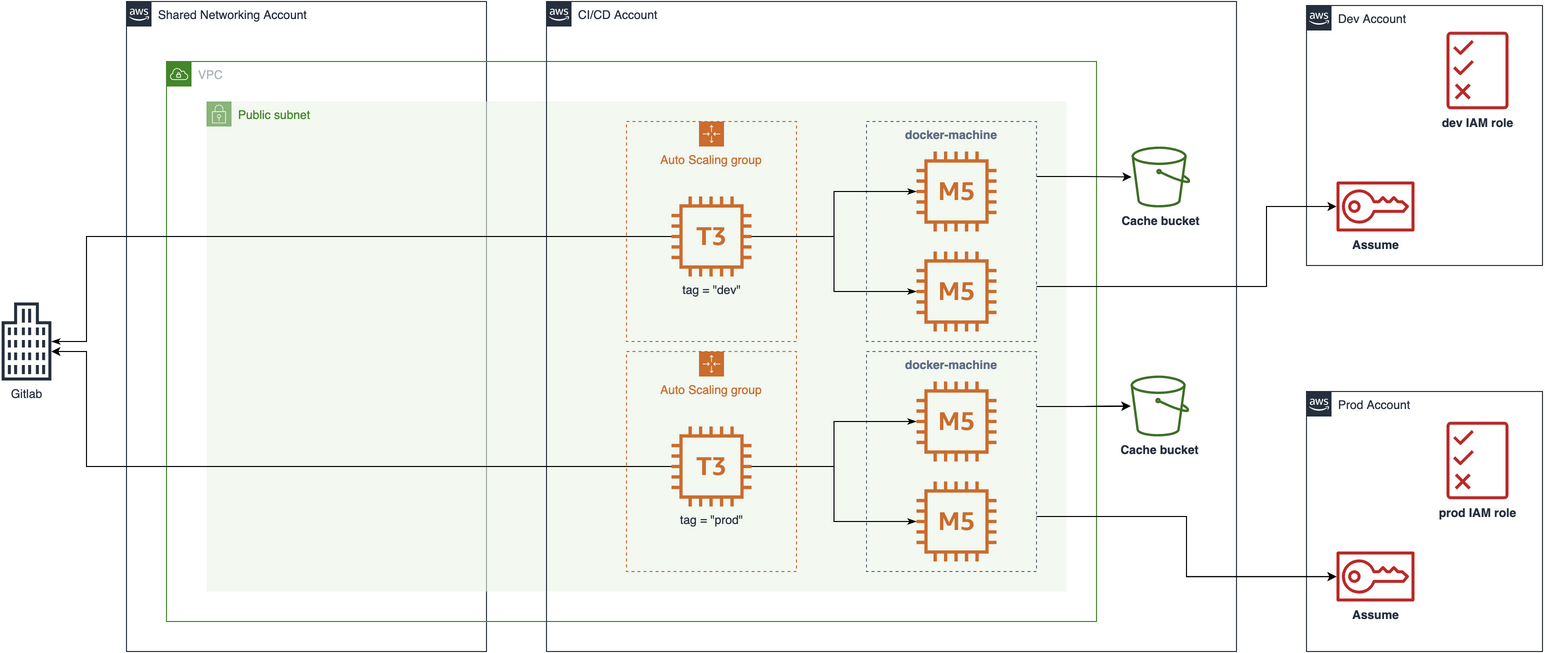 aws Shared Networking Account
aws CI/CD Account
aws Dev Account
VPC
Public subnet
Auto Scaling group
T3
tag = "dev"
docker-machine
M5
M5
Cache bucket
dev IAM role
Assume
Gitlab
Auto Scaling group
T3
tag = "prod"
docker-machine
M5
M5
Cache bucket
aws Prod Account
prod IAM role
Assume